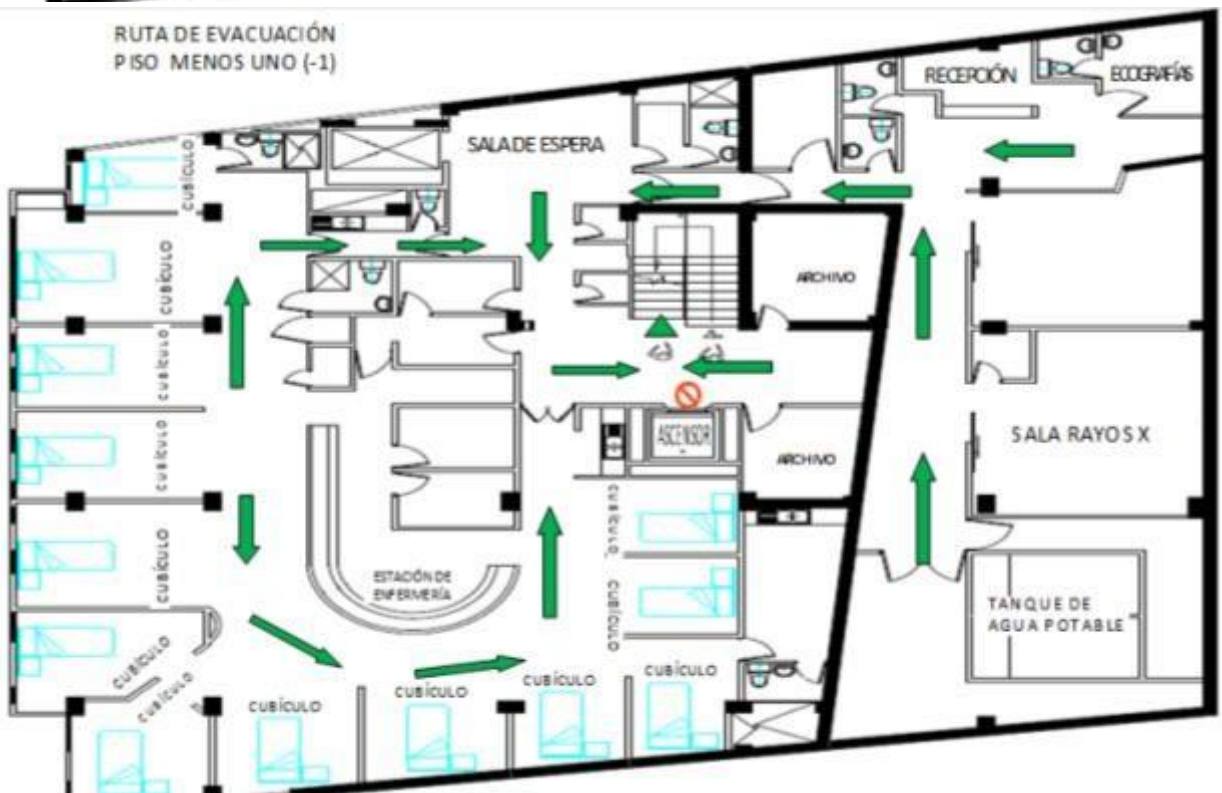 RUTA DE EVACUACIÓN
PISO MENOS UNO (-1)
RECEPCIÓN
ECOGRAFÍAS
SALA DE ESPERA
CUBÍCULO
CUBÍCULO
ARCHIVO
CUBÍCULO
CUBÍCULO
SALA RAYOS X
ASCENSOR
ARCHIVO
CUBÍCULO
CUBÍCULO
ESTACIÓN DE
ENFERMERÍA
CUBÍCULO
TANQUE DE
AGUA POTABLE
CUBÍCULO
CUBÍCULO
CUBÍCULO
CUBÍCULO
CUBÍCULO
CUBÍCULO